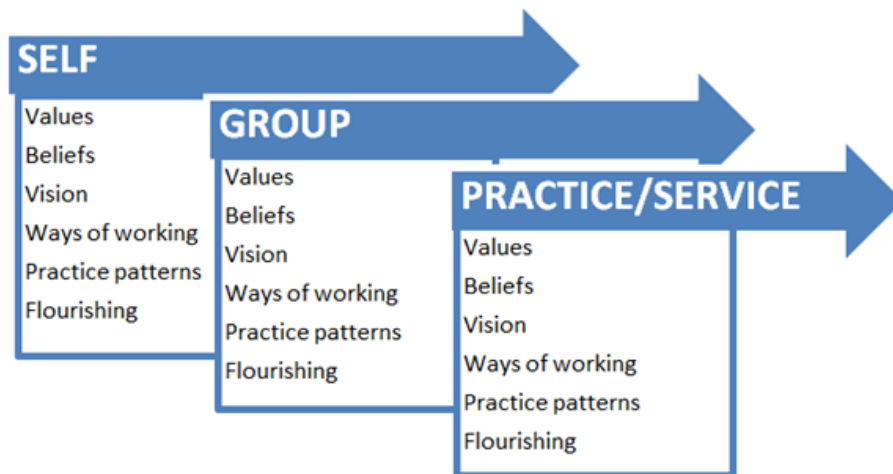 SELF
Values
Beliefs
Vision
Ways of working
Practice patterns
Flourishing
GROUP
Values
Beliefs
Vision
Ways of working
Practice patterns
Flourishing
PRACTICE/SERVICE
Values
Beliefs
Vision
Ways of working
Practice patterns
Flourishing